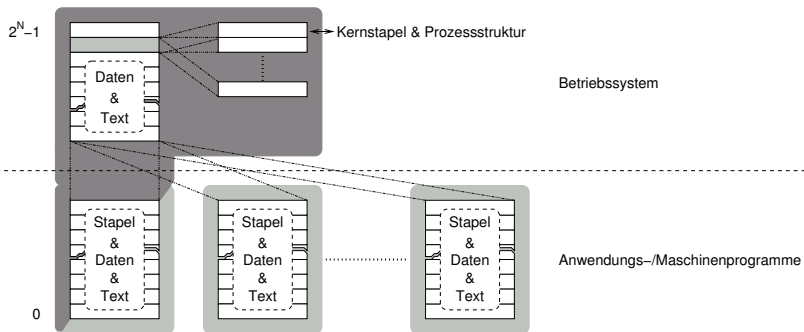 2^N−1
Kernstapel & Prozessstruktur
Daten
&
Text
Betriebssystem
Stapel
&
Daten
&
Text
Stapel
&
Daten
&
Text
Stapel
&
Daten
&
Text
Anwendungs−/Maschinenprogramme
0